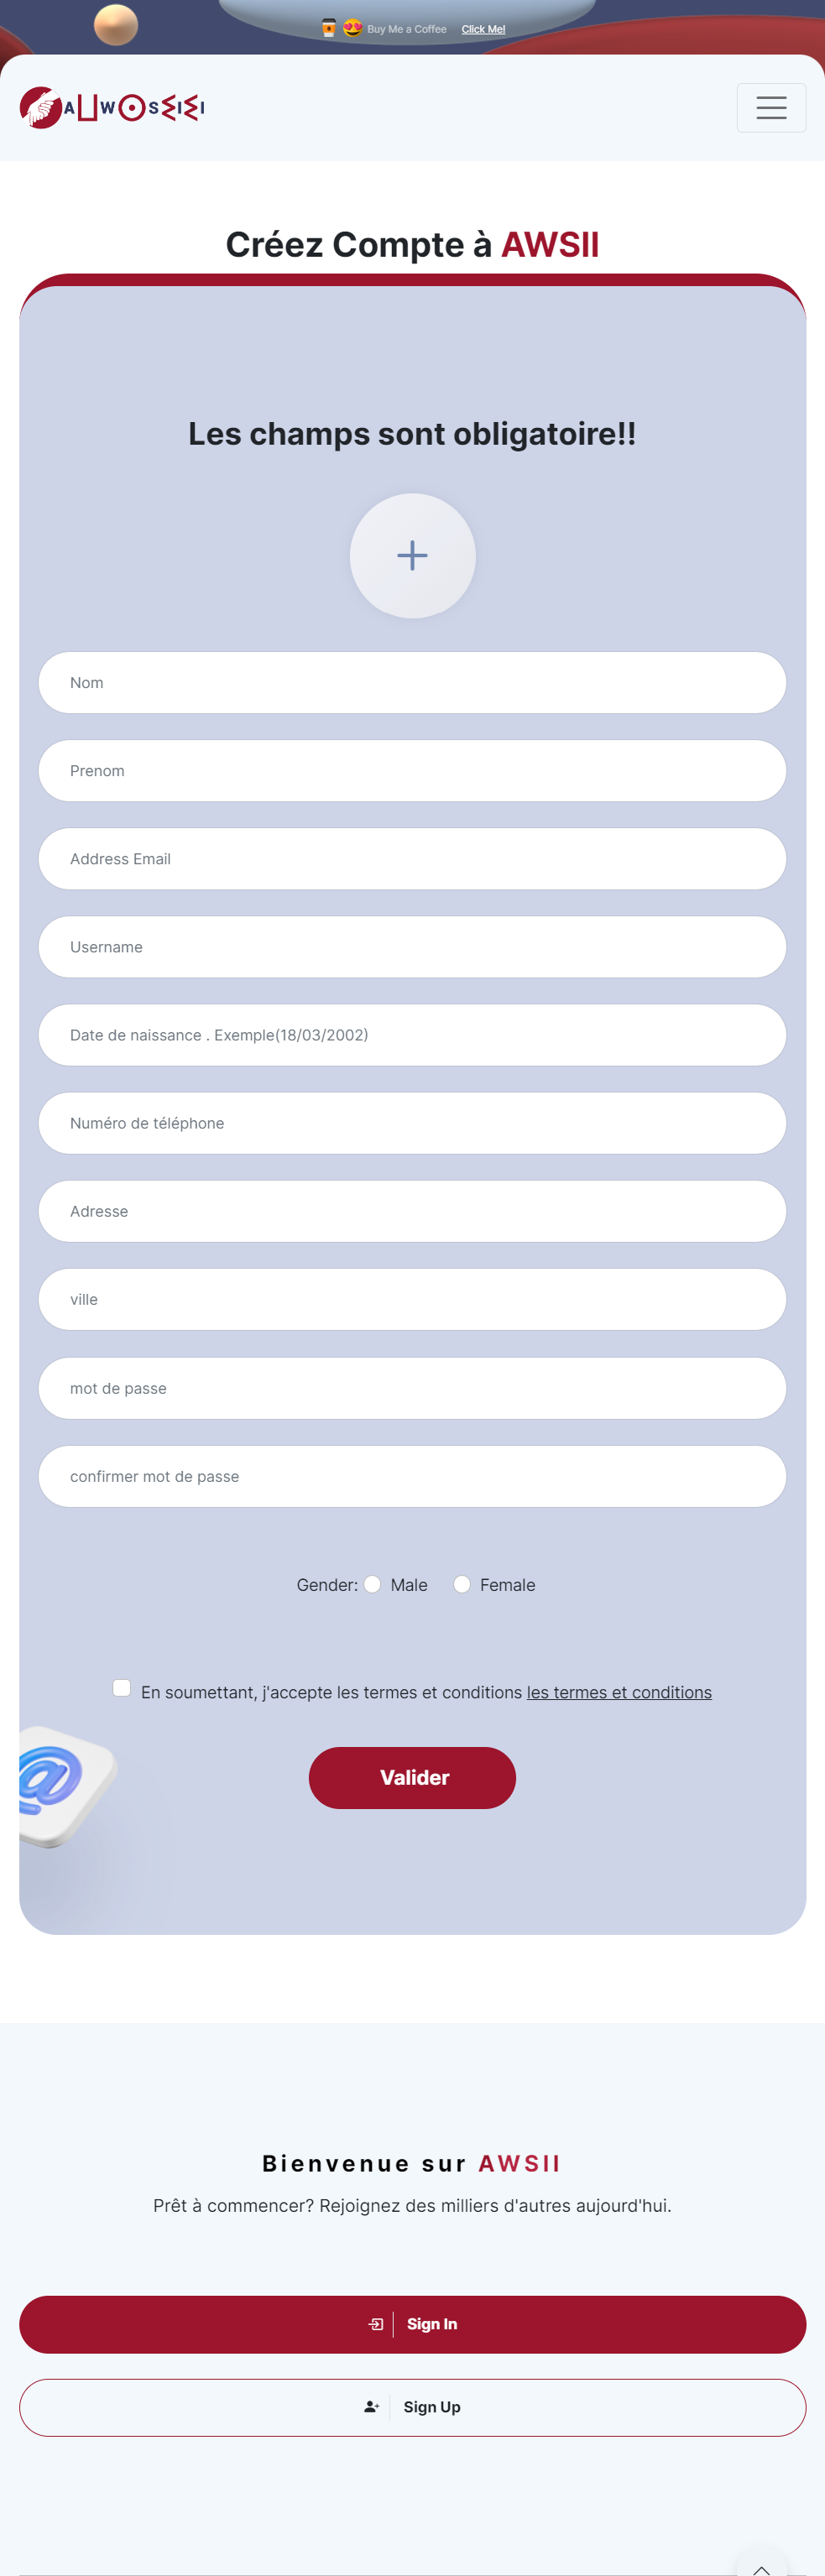 Buy Me a Coffee Click Me!
Créez Compte à AWSII
Les champs sont obligatoire!!
Nom
Prenom
Address Email
Username
Date de naissance . Exemple(18/03/2002)
Numéro de téléphone
Adresse
ville
mot de passe
confirmer mot de passe
Gender: Male Female
En soumettant, j'accepte les termes et conditions les termes et conditions
Valider
Bienvenue sur AWSII
Prêt à commencer? Rejoignez des milliers d'autres aujourd'hui.
Sign In
Sign Up